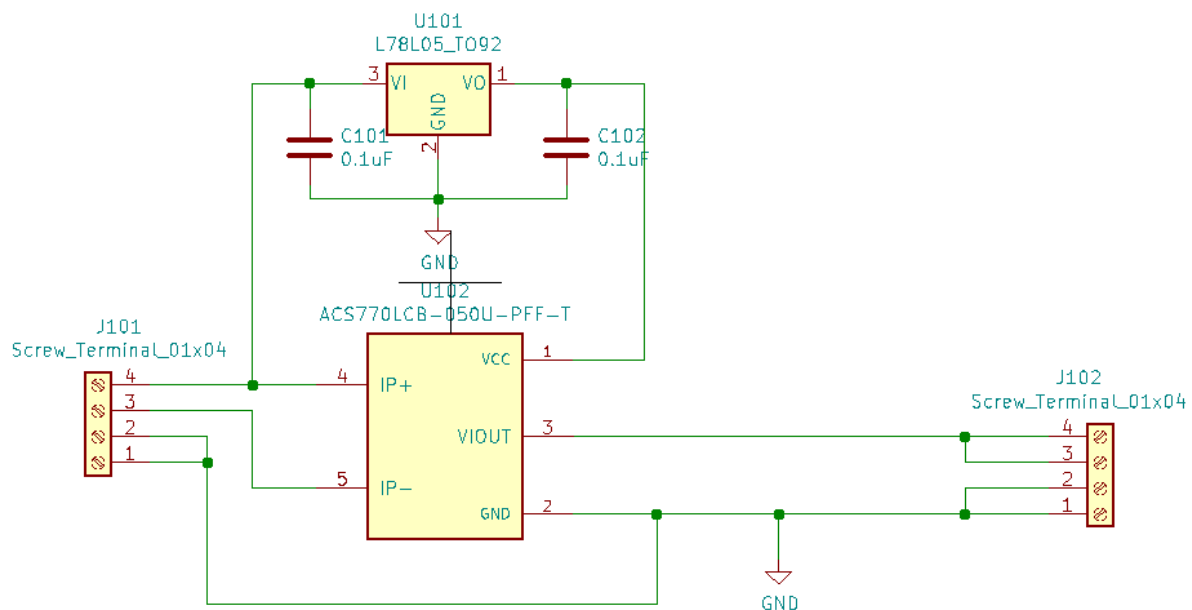 U101
L78L05_TO92
3 VI VO 1
GND
2
C101
0.1uF
C102
0.1uF
GND
U102
ACS770LCB-050U-PFF-T
J101
Screw_Terminal_01x04
4
3
2
1
4 IP+
5 IP-
VCC 1
VIOUT 3
GND 2
J102
Screw_Terminal_01x04
4
3
2
1
GND